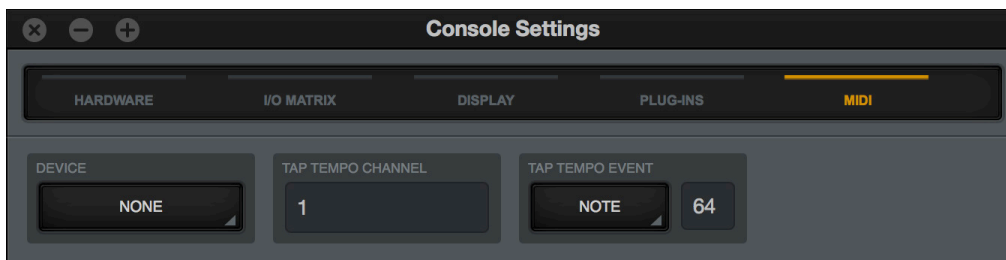 Console Settings
HARDWARE I/O MATRIX DISPLAY PLUG-INS MIDI
DEVICE TAP TEMPO CHANNEL TAP TEMPO EVENT
NONE 1 NOTE 64